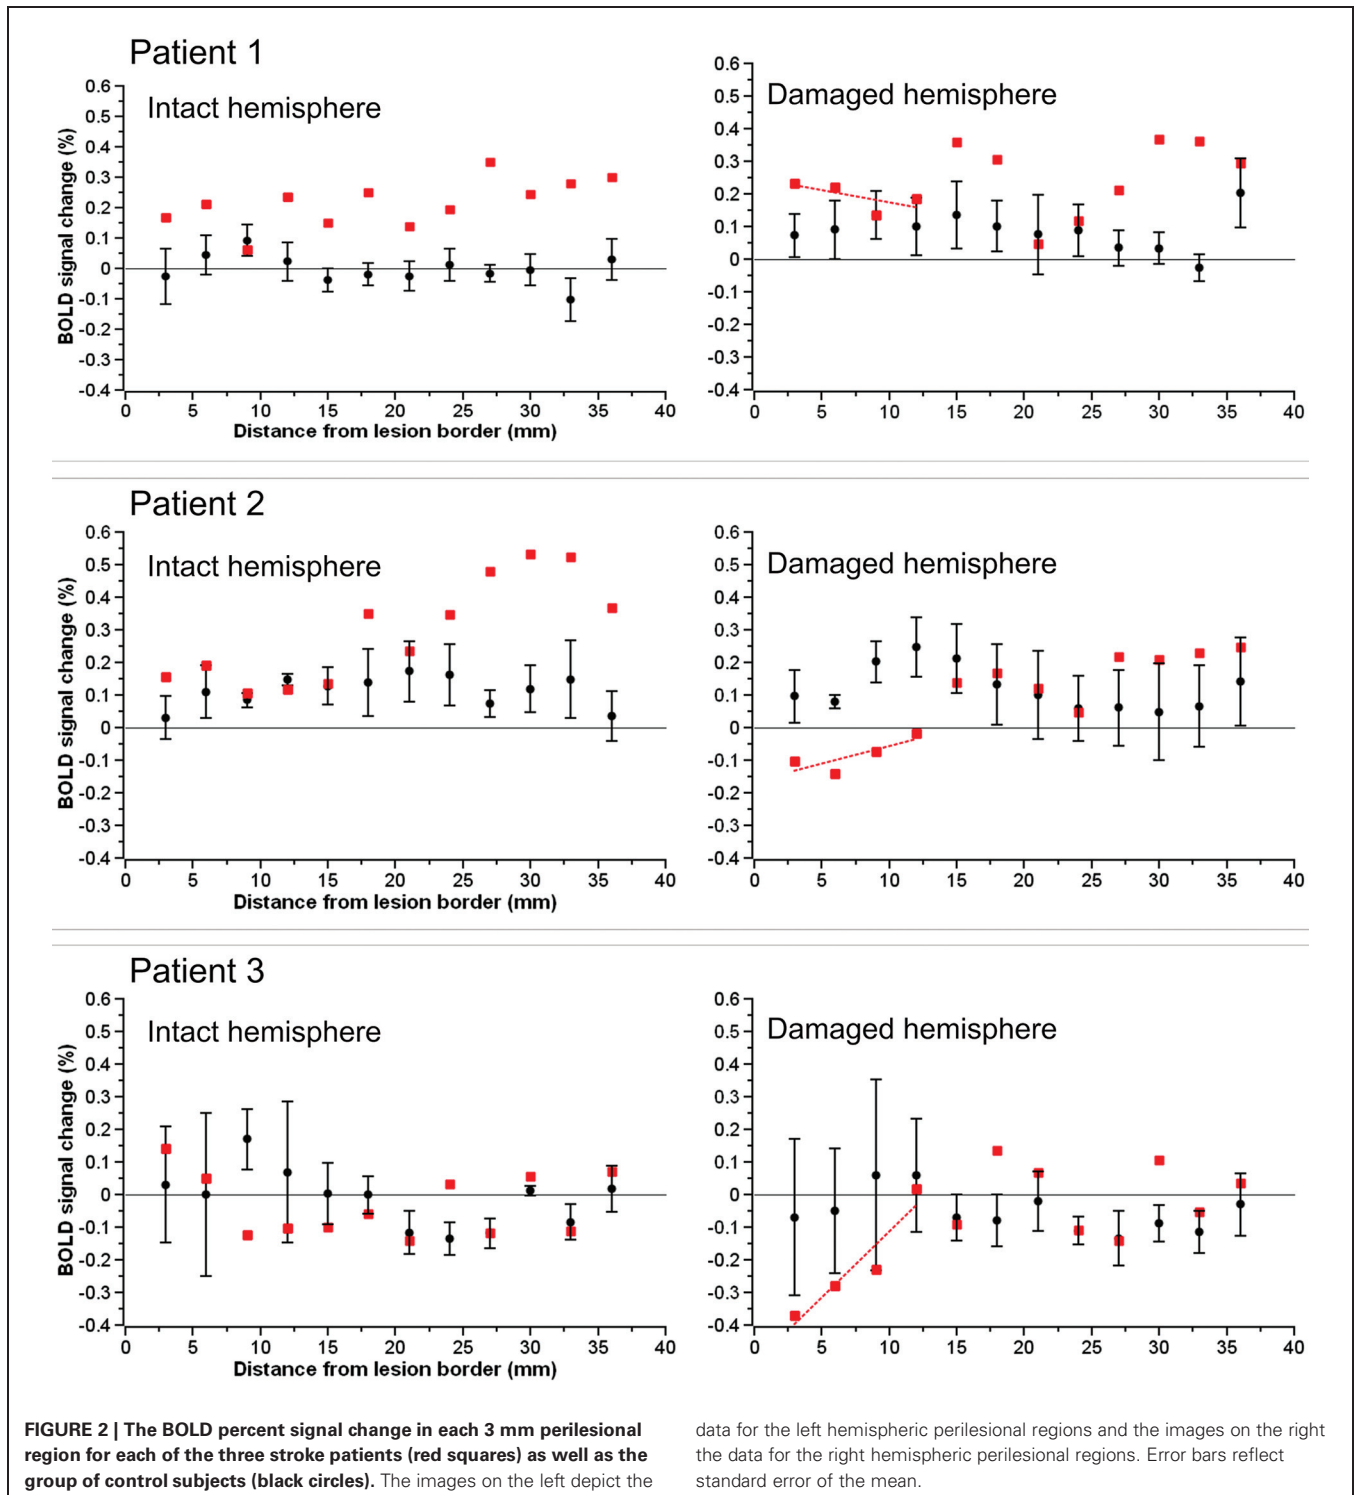 Patient 1
Intact hemisphere
BOLD signal change (%)
0.6
0.5
0.4
0.3
0.2
0.1
0
-0.1
-0.2
-0.3
-0.4
0 5 10 15 20 25 30 35 40
Distance from lesion border (mm)
Damaged hemisphere
0.6
0.5
0.4
0.3
0.2
0.1
0
-0.1
-0.2
-0.3
-0.4
0 5 10 15 20 25 30 35 40
Patient 2
Intact hemisphere
BOLD signal change (%)
0.6
0.5
0.4
0.3
0.2
0.1
0
-0.1
-0.2
-0.3
-0.4
0 5 10 15 20 25 30 35 40
Distance from lesion border (mm)
Damaged hemisphere
0.6
0.5
0.4
0.3
0.2
0.1
0
-0.1
-0.2
-0.3
-0.4
0 5 10 15 20 25 30 35 40
Patient 3
Intact hemisphere
BOLD signal change (%)
0.6
0.5
0.4
0.3
0.2
0.1
0
-0.1
-0.2
-0.3
-0.4
0 5 10 15 20 25 30 35 40
Distance from lesion border (mm)
Damaged hemisphere
0.6
0.5
0.4
0.3
0.2
0.1
0
-0.1
-0.2
-0.3
-0.4
0 5 10 15 20 25 30 35 40
FIGURE 2 | The BOLD percent signal change in each 3 mm perilesional
region for each of the three stroke patients (red squares) as well as the
group of control subjects (black circles). The images on the left depict the
data for the left hemispheric perilesional regions and the images on the right
the data for the right hemispheric perilesional regions. Error bars reflect
standard error of the mean.